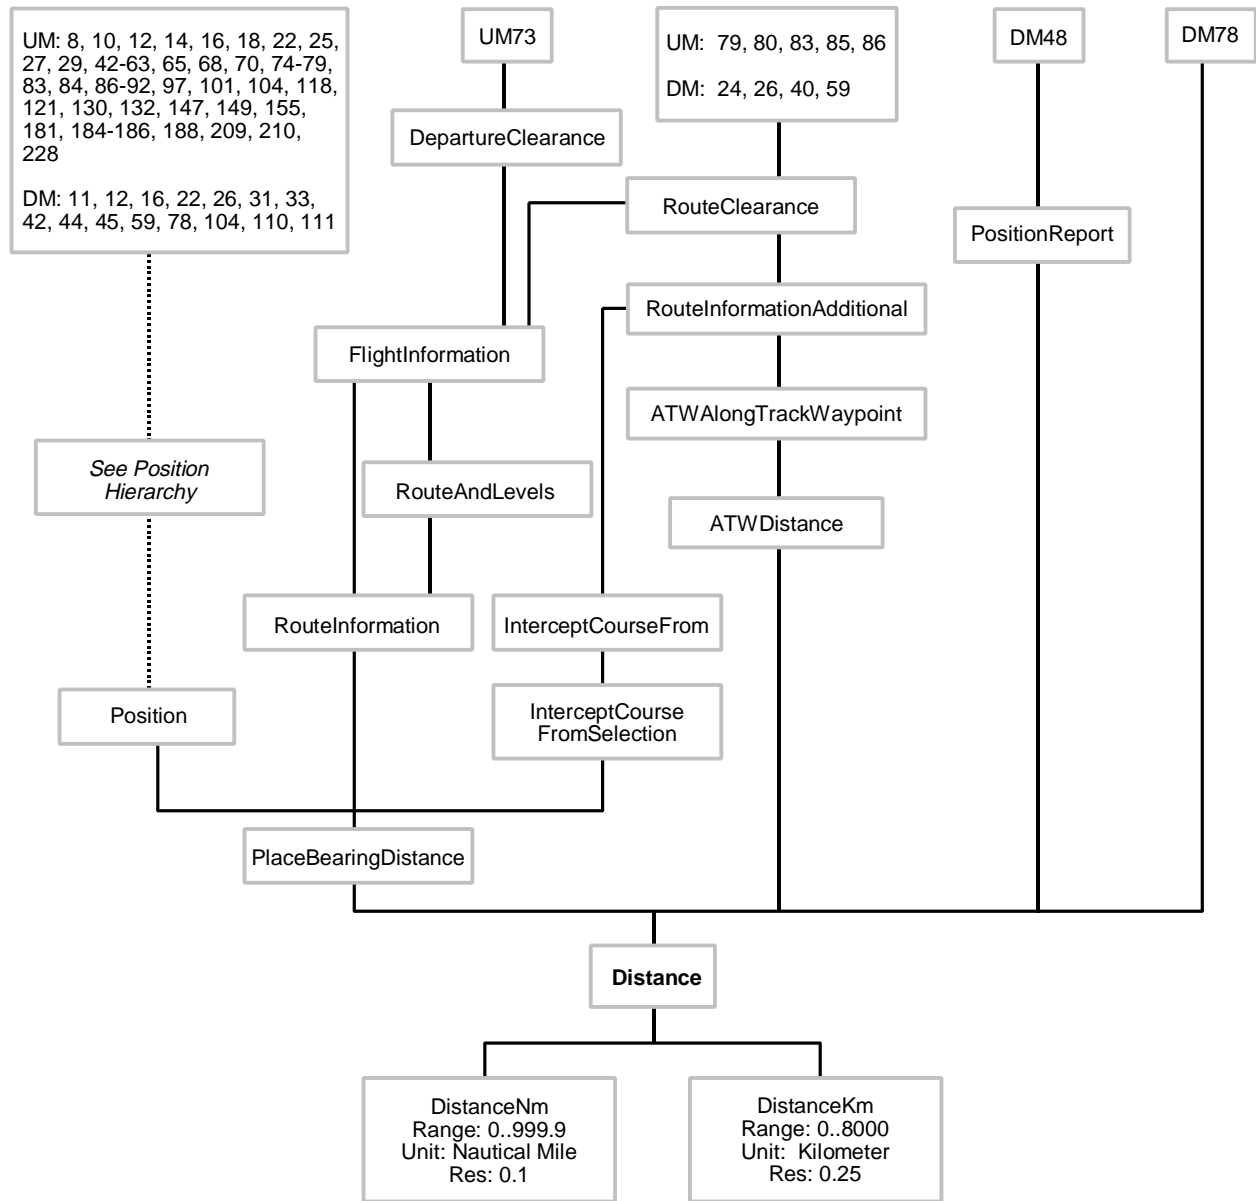 UM: 8, 10, 12, 14, 16, 18, 22, 25,
27, 29, 42-63, 65, 68, 70, 74-79,
83, 84, 86-92, 97, 101, 104, 118,
121, 130, 132, 147, 149, 155,
181, 184-186, 188, 209, 210,
228
DM: 11, 12, 16, 22, 26, 31, 33,
42, 44, 45, 59, 78, 104, 110, 111
UM73
UM: 79, 80, 83, 85, 86
DM: 24, 26, 40, 59
DM48
DM78
DepartureClearance
RouteClearance
PositionReport
RouteInformationAdditional
FlightInformation
ATWAlongTrackWaypoint
See Position
Hierarchy
RouteAndLevels
ATWDistance
RouteInformation
InterceptCourseFrom
Position
InterceptCourse
FromSelection
PlaceBearingDistance
Distance
DistanceNm
Range: 0..999.9
Unit: Nautical Mile
Res: 0.1
DistanceKm
Range: 0..8000
Unit: Kilometer
Res: 0.25